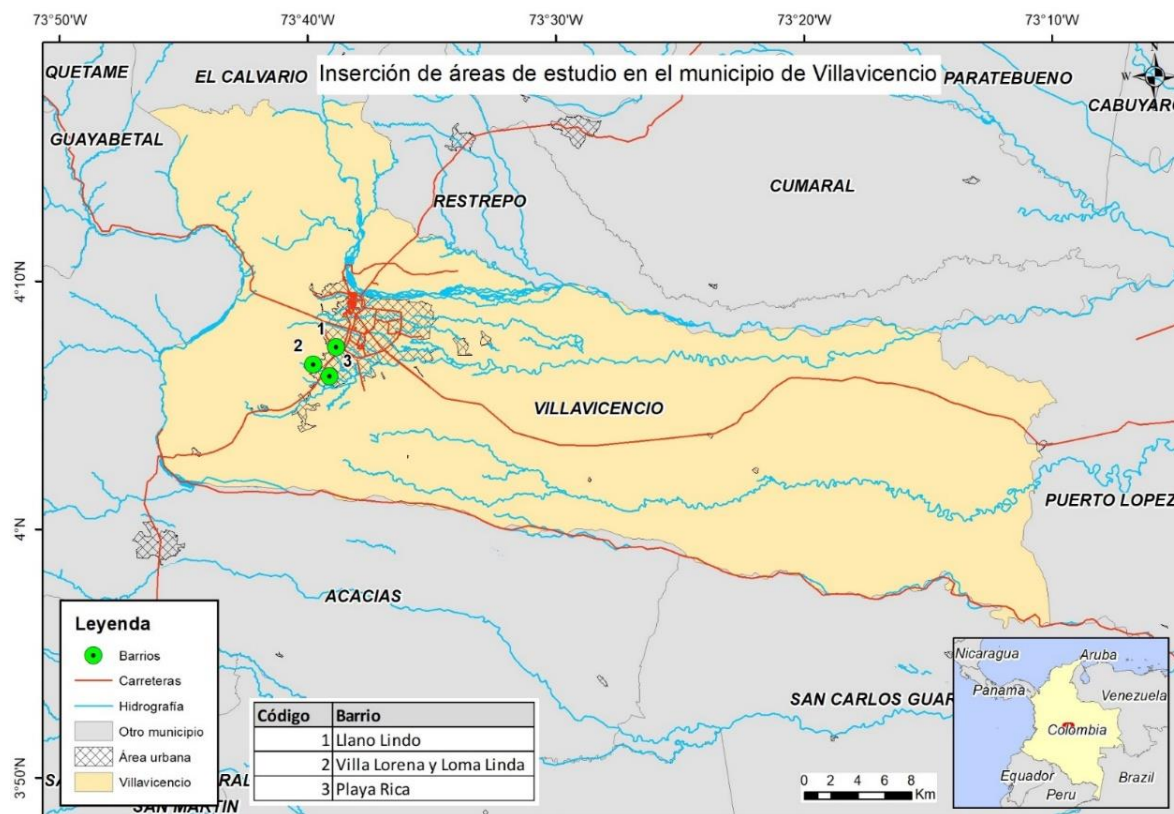 73°50'W 73°40'W 73°30'W 73°20'W 73°10'W
Inserción de áreas de estudio en el municipio de Villavicencio
N
W
QUETAME
EL CALVARIO
PARATEBUENO
CABUYARO
GUAYABETAL
RESTREPO
CUMARAL
4°10'N
1
2
3
VILLAVICENCIO
PUERTO LOPEZ
4°N
ACACIAS
SAN CARLOS GUAR
SAN MARTIN
3°50'N
Leyenda
Barrios
Carreteras
Hidrografía
Otro municipio
Área urbana
Villavicencio
Código Barrio
1 Llano Lindo
2 Villa Lorena y Loma Linda
3 Playa Rica
0 2 4 6 8
Km
Nicaragua
Aruba
Panama
Venezuela
Colombia
Equador
Peru
Brazil